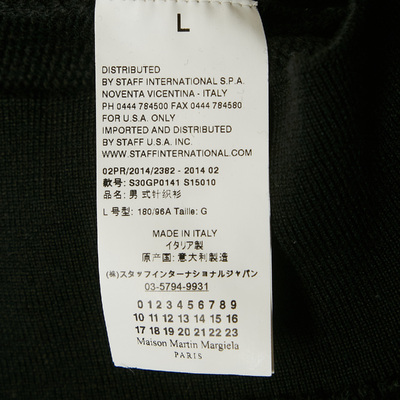 L
DISTRIBUTED
BY STAFF INTERNATIONAL S.P.A.
NOVENTA VICENTINA - ITALY
PH 0444 784500 FAX 0444 784580
FOR U.S.A. ONLY
IMPORTED AND DISTRIBUTED
BY STAFF U.S.A. INC.
WWW.STAFFINTERNATIONAL.COM
02PR/2014/2382 - 2014 02
款号: S30GP0141 S15010
品名: 男式针织衫
L 号型: 180/96A Taille: G
MADE IN ITALY
イタリア製
原产国: 意大利製造
(株)スタッフインターナショナルジャパン
03-5794-9931
0 1 2 3 4 5 6 7 8 9
10 11 12 13 14 15 16
17 18 19 20 21 22 23
Maison Martin Margiela
PARIS